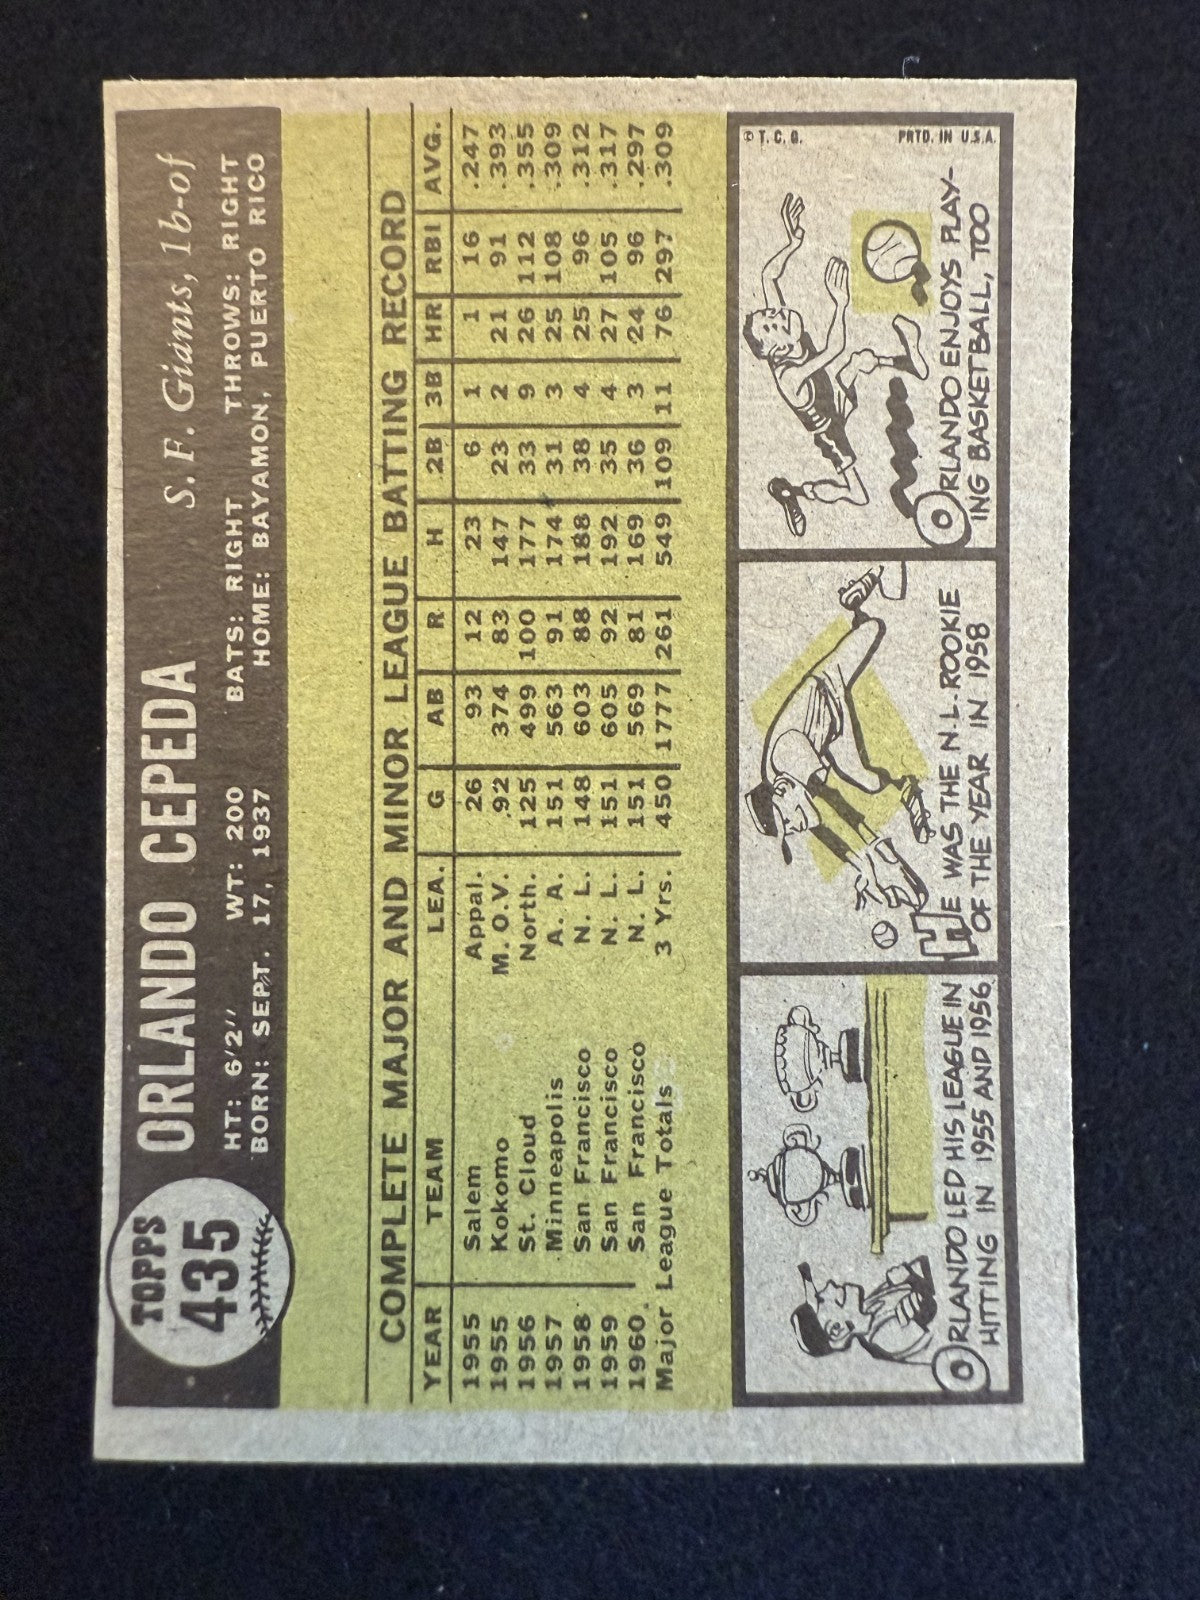 TOPPS
435
ORLANDO CEPEDA S. F. Giants, 1b-of
HT: 6'2'' WT: 200 BATS: RIGHT THROWS: RIGHT
BORN: SEPT. 17, 1937 HOME: BAYAMON, PUERTO RICO
COMPLETE MAJOR AND MINOR LEAGUE BATTING RECORD
YEAR TEAM LEA. G AB R H 2B 3B HR RBI AVG.
1955 Salem Appal. 26 93 12 23 6 1 1 16 .247
1955 Kokomo M.O.V. 92 374 83 147 23 2 21 91 .393
1956 St. Cloud North. 125 499 100 177 33 9 26 112 .355
1957 Minneapolis A. A. 151 563 91 174 31 3 25 108 .309
1958 San Francisco N. L. 148 603 88 188 38 4 25 96 .312
1959 San Francisco N. L. 151 605 92 192 35 4 27 105 .317
1960 San Francisco N. L. 151 569 81 169 36 3 24 96 .297
Major League Totals 3 Yrs. 450 1777 261 549 109 11 76 297 .309
ORLANDO LED HIS LEAGUE IN
HITTING IN 1955 AND 1956
HE WAS THE N.L. ROOKIE
OF THE YEAR IN 1958
© T. C. G. PRTD. IN U.S.A.
ORLANDO ENJOYS PLAY-
ING BASKETBALL, TOO